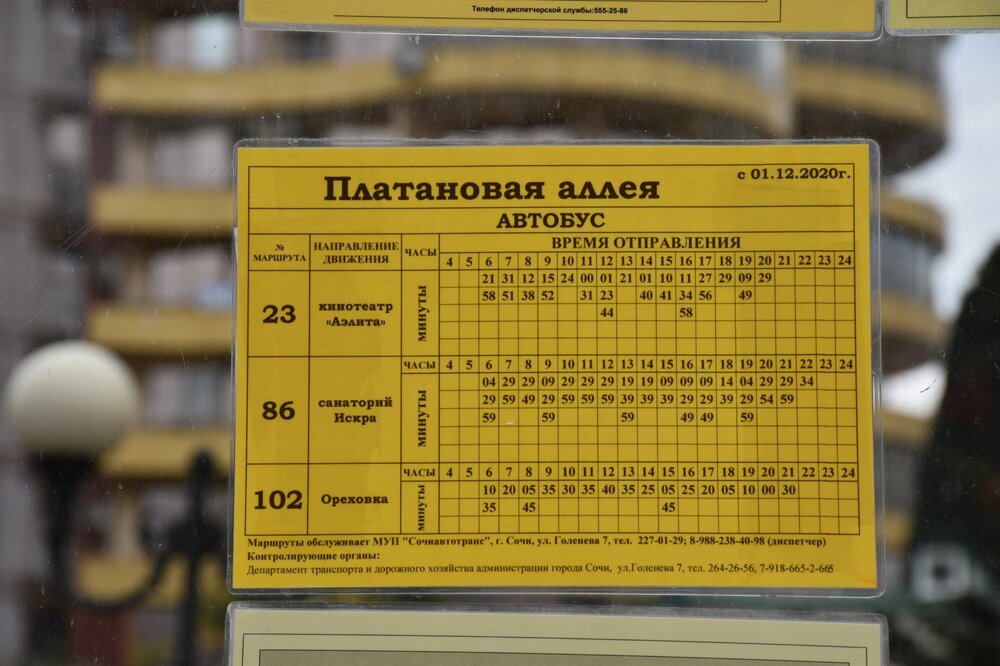 Телефон диспетчерской службы:555-25-86
Платановая аллея с 01.12.2020г.
АВТОБУС
№ МАРШРУТА НАПРАВЛЕНИЕ ДВИЖЕНИЯ ЧАСЫ ВРЕМЯ ОТПРАВЛЕНИЯ
4 5 6 7 8 9 10 11 12 13 14 15 16 17 18 19 20 21 22 23 24
23 кинотеатр «Аэлита» минуты
21 31 12 15 24 00 01 21 01 10 11 27 29 09 29
58 51 38 52 31 23 40 41 34 56 49
44 58
ЧАСЫ 4 5 6 7 8 9 10 11 12 13 14 15 16 17 18 19 20 21 22 23 24
86 санаторий Искра минуты
04 29 29 09 29 29 29 19 19 09 09 09 14 04 29 29 34
29 59 49 29 59 59 59 39 39 39 29 29 39 29 54 59
59 59 59 49 49 59
ЧАСЫ 4 5 6 7 8 9 10 11 12 13 14 15 16 17 18 19 20 21 22 23 24
102 Ореховка минуты
10 20 05 35 30 35 40 35 25 05 25 20 05 10 00 30
35 45 45
Маршруты обслуживает МУП "Сочиавтотранс", г. Сочи, ул. Голенева 7, тел. 227-01-29; 8-988-238-40-98 (диспетчер)
Контролирующие органы:
Департамент транспорта и дорожного хозяйства администрации города Сочи, ул.Голенева 7, тел. 264-26-56, 7-918-665-2-665